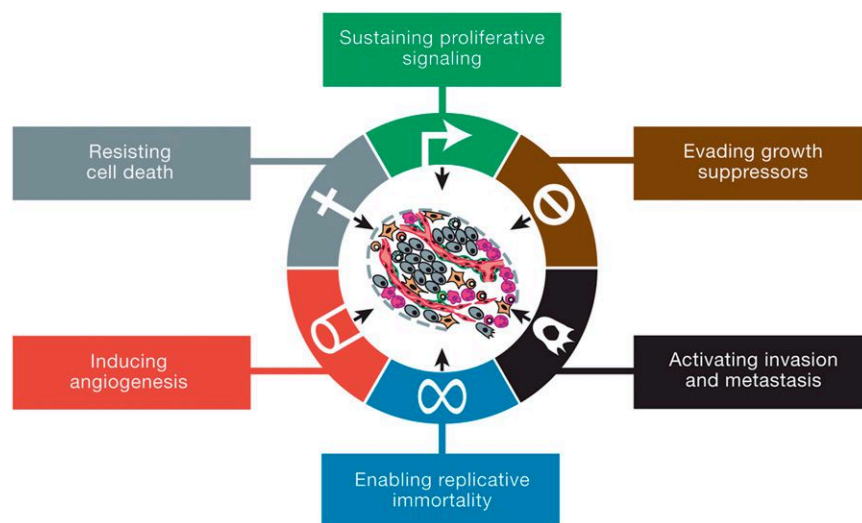 Sustaining proliferative
signaling
Resisting
cell death
Evading growth
suppressors
Inducing
angiogenesis
Activating invasion
and metastasis
Enabling replicative
immortality